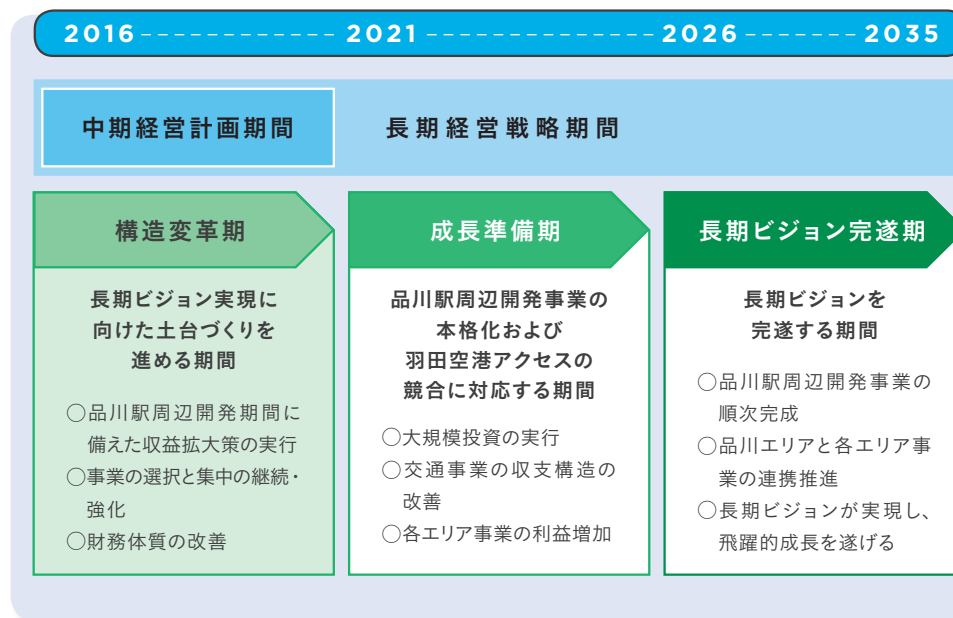 2016 2021 2026 2035
中期経営計画期間
長期経営戦略期間
構造変革期
長期ビジョン実現に
向けた土台づくりを
進める期間
○品川駅周辺開発期間に
備えた収益拡大策の実行
○事業の選択と集中の継続・
強化
○財務体質の改善
成長準備期
品川駅周辺開発事業の
本格化および
羽田空港アクセスの
競合に対応する期間
○大規模投資の実行
○交通事業の収支構造の
改善
○各エリア事業の利益増加
長期ビジョン完遂期
長期ビジョンを
完遂する期間
○品川駅周辺開発事業の
順次完成
○品川エリアと各エリア事
業の連携推進
○長期ビジョンが実現し、
飛躍的成長を遂げる